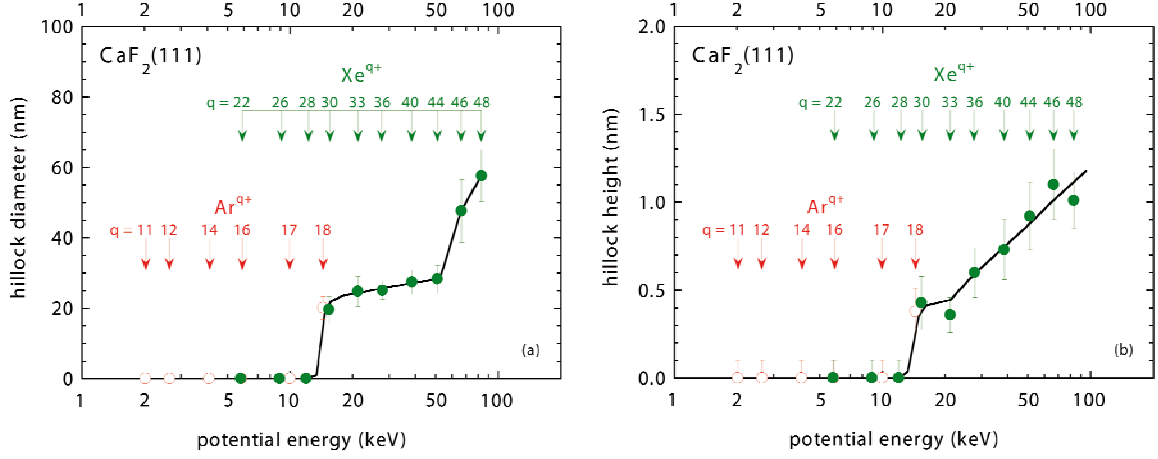 1 2 5 10 20 50 100
100
CaF2(111)
Xe^q+
80
q = 22 26 28 30 33 36 40 44 46 48
60
hillock diameter (nm)
Ar^q+
40
q = 11 12 14 16 17 18
20
(a)
0
1 2 5 10 20 50 100
potential energy (keV)
1 2 5 10 20 50 100
2.0
CaF2(111)
Xe^q+
q = 22 26 28 30 33 36 40 44 46 48
1.5
hillock height (nm)
Ar^q+
1.0
q = 11 12 14 16 17 18
0.5
(b)
0.0
1 2 5 10 20 50 100
potential energy (keV)